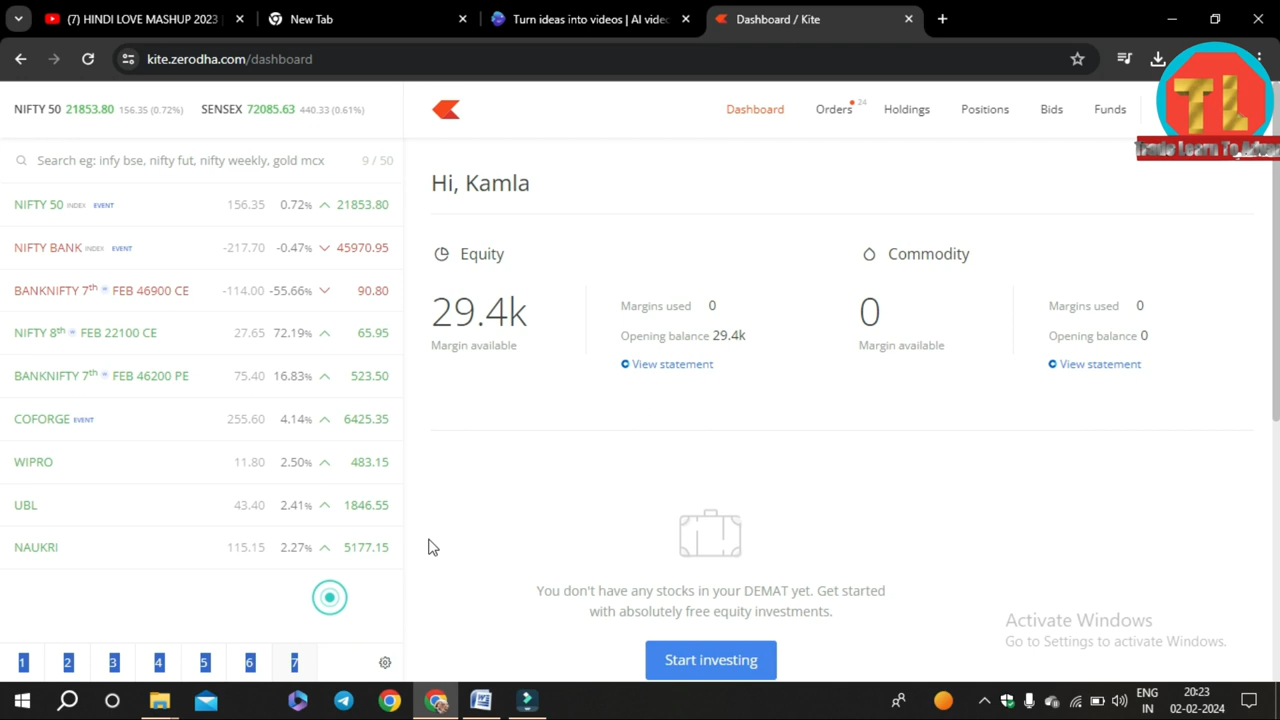 (7) HINDI LOVE MASHUP 2023
New Tab
Turn ideas into videos | AI video
Dashboard / Kite
kite.zerodha.com/dashboard
NIFTY 50 21853.80 156.35 (0.72%) SENSEX 72085.63 440.33 (0.61%)
Dashboard Orders 24 Holdings Positions Bids Funds
TL
Search eg: infy bse, nifty fut, nifty weekly, gold mcx 9 / 50
NIFTY 50 INDEX EVENT 156.35 0.72% 21853.80
NIFTY BANK INDEX EVENT -217.70 -0.47% 45970.95
BANKNIFTY 7th w FEB 46900 CE -114.00 -55.66% 90.80
NIFTY 8th w FEB 22100 CE 27.65 72.19% 65.95
BANKNIFTY 7th w FEB 46200 PE 75.40 16.83% 523.50
COFORGE EVENT 255.60 4.14% 6425.35
WIPRO 11.80 2.50% 483.15
UBL 43.40 2.41% 1846.55
NAUKRI 115.15 2.27% 5177.15
1 2 3 4 5 6 7
Hi, Kamla
Equity
29.4k
Margin available
Margins used 0
Opening balance 29.4k
View statement
Commodity
0
Margin available
Margins used 0
Opening balance 0
View statement
You don't have any stocks in your DEMAT yet. Get started
with absolutely free equity investments.
Start investing
Activate Windows
Go to Settings to activate Windows.
ENG
IN
20:23
02-02-2024